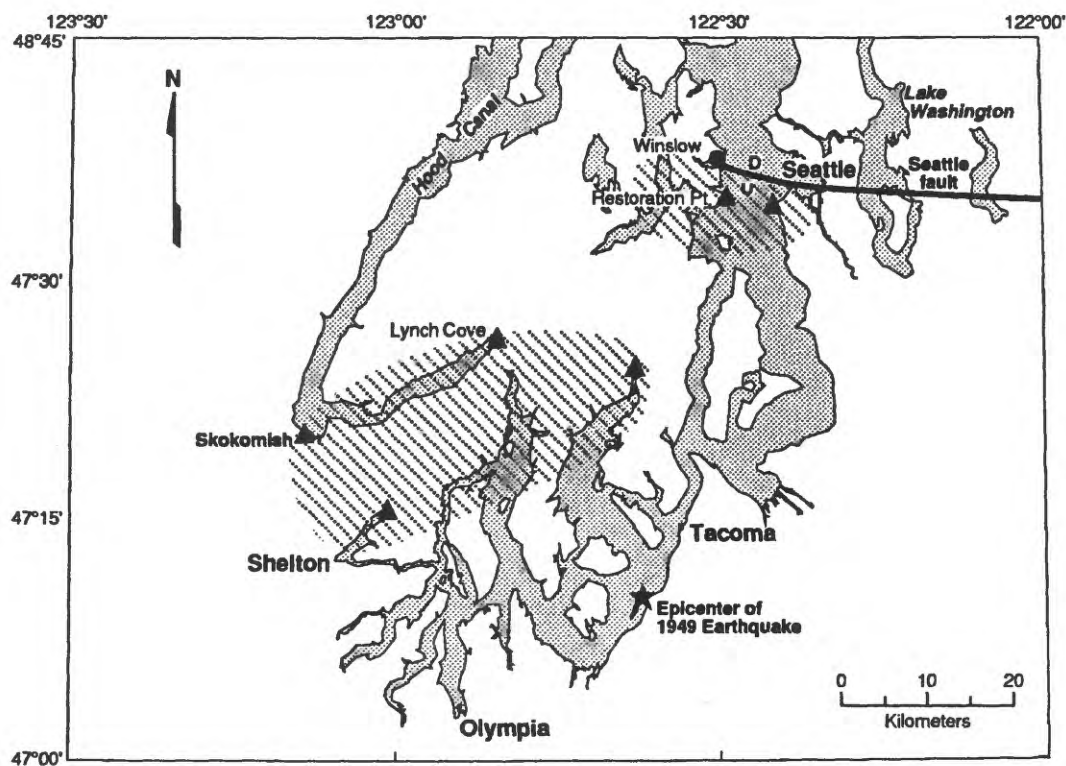 123°30'
123°00'
122°30'
122°00'
48°45'
N
Lake
Washington
Hood Canal
Winslow
D
Seattle
Seattle
fault
U
Restoration Pt.
47°30'
Lynch Cove
Skokomish
47°15'
Tacoma
Shelton
Epicenter of
1949 Earthquake
0 10 20
Kilometers
Olympia
47°00'